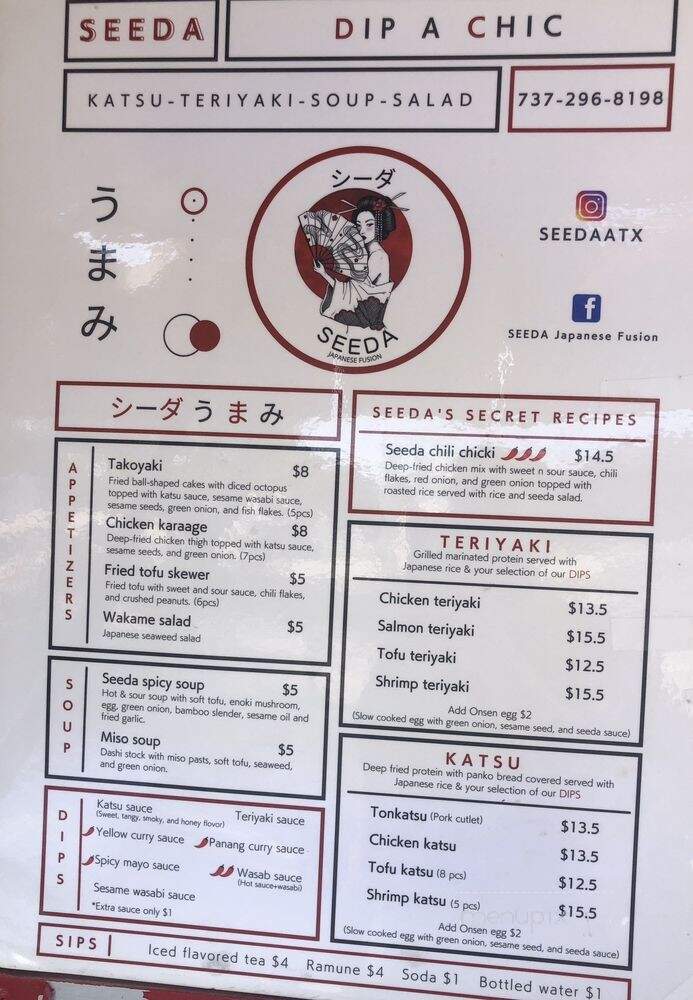 SEEDA
DIP A CHIC
KATSU-TERIYAKI-SOUP-SALAD
737-296-8198
うまみ
シーダ
SEEDA
JAPANESE FUSION
SEEDAATX
SEEDA Japanese Fusion
シーダうまみ
APPETIZERS
Takoyaki $8
Fried ball-shaped cakes with diced octopus
topped with katsu sauce, sesame wasabi sauce,
sesame seeds, green onion, and fish flakes. (5pcs)
Chicken karaage $8
Deep-fried chicken thigh topped with katsu sauce,
sesame seeds, and green onion. (7pcs)
Fried tofu skewer $5
Fried tofu with sweet and sour sauce, chili flakes,
and crushed peanuts. (6pcs)
Wakame salad $5
Japanese seaweed salad
SOUP
Seeda spicy soup $5
Hot & sour soup with soft tofu, enoki mushroom,
egg, green onion, bamboo slender, sesame oil and
fried garlic.
Miso soup $5
Dashi stock with miso pasts, soft tofu, seaweed,
and green onion.
DIPS
Katsu sauce
(Sweet, tangy, smoky, and honey flavor)
Teriyaki sauce
Yellow curry sauce
Panang curry sauce
Spicy mayo sauce
Wasab sauce
(Hot sauce+wasabi)
Sesame wasabi sauce
*Extra sauce only $1
SEEDA'S SECRET RECIPES
Seeda chili chicki $14.5
Deep-fried chicken mix with sweet n sour sauce, chili
flakes, red onion, and green onion topped with
roasted rice served with rice and seeda salad.
TERIYAKI
Grilled marinated protein served with
Japanese rice & your selection of our DIPS
Chicken teriyaki $13.5
Salmon teriyaki $15.5
Tofu teriyaki $12.5
Shrimp teriyaki $15.5
Add Onsen egg $2
(Slow cooked egg with green onion, sesame seed, and seeda sauce)
KATSU
Deep fried protein with panko bread covered served with
Japanese rice & your selection of our DIPS
Tonkatsu (Pork cutlet) $13.5
Chicken katsu $13.5
Tofu katsu (8 pcs) $12.5
Shrimp katsu (5 pcs) $15.5
Add Onsen egg $2
(Slow cooked egg with green onion, sesame seed, and seeda sauce)
SIPS
Iced flavored tea $4 Ramune $4 Soda $1 Bottled water $1